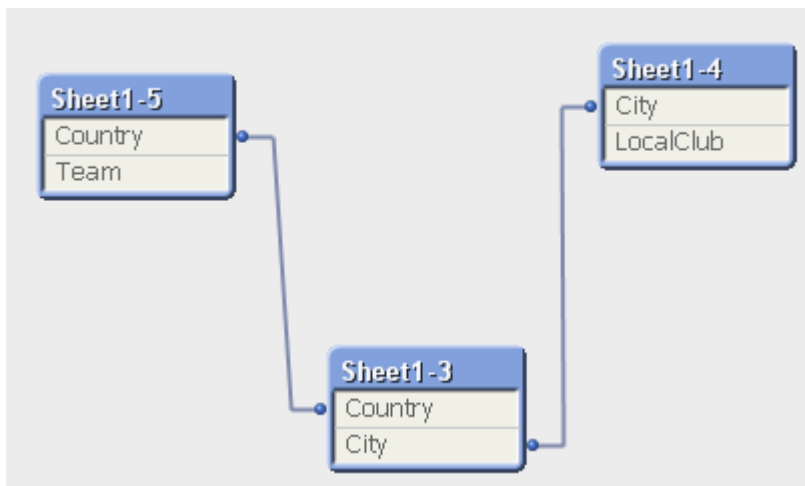 Sheet1-5
Country
Team
Sheet1-4
City
LocalClub
Sheet1-3
Country
City